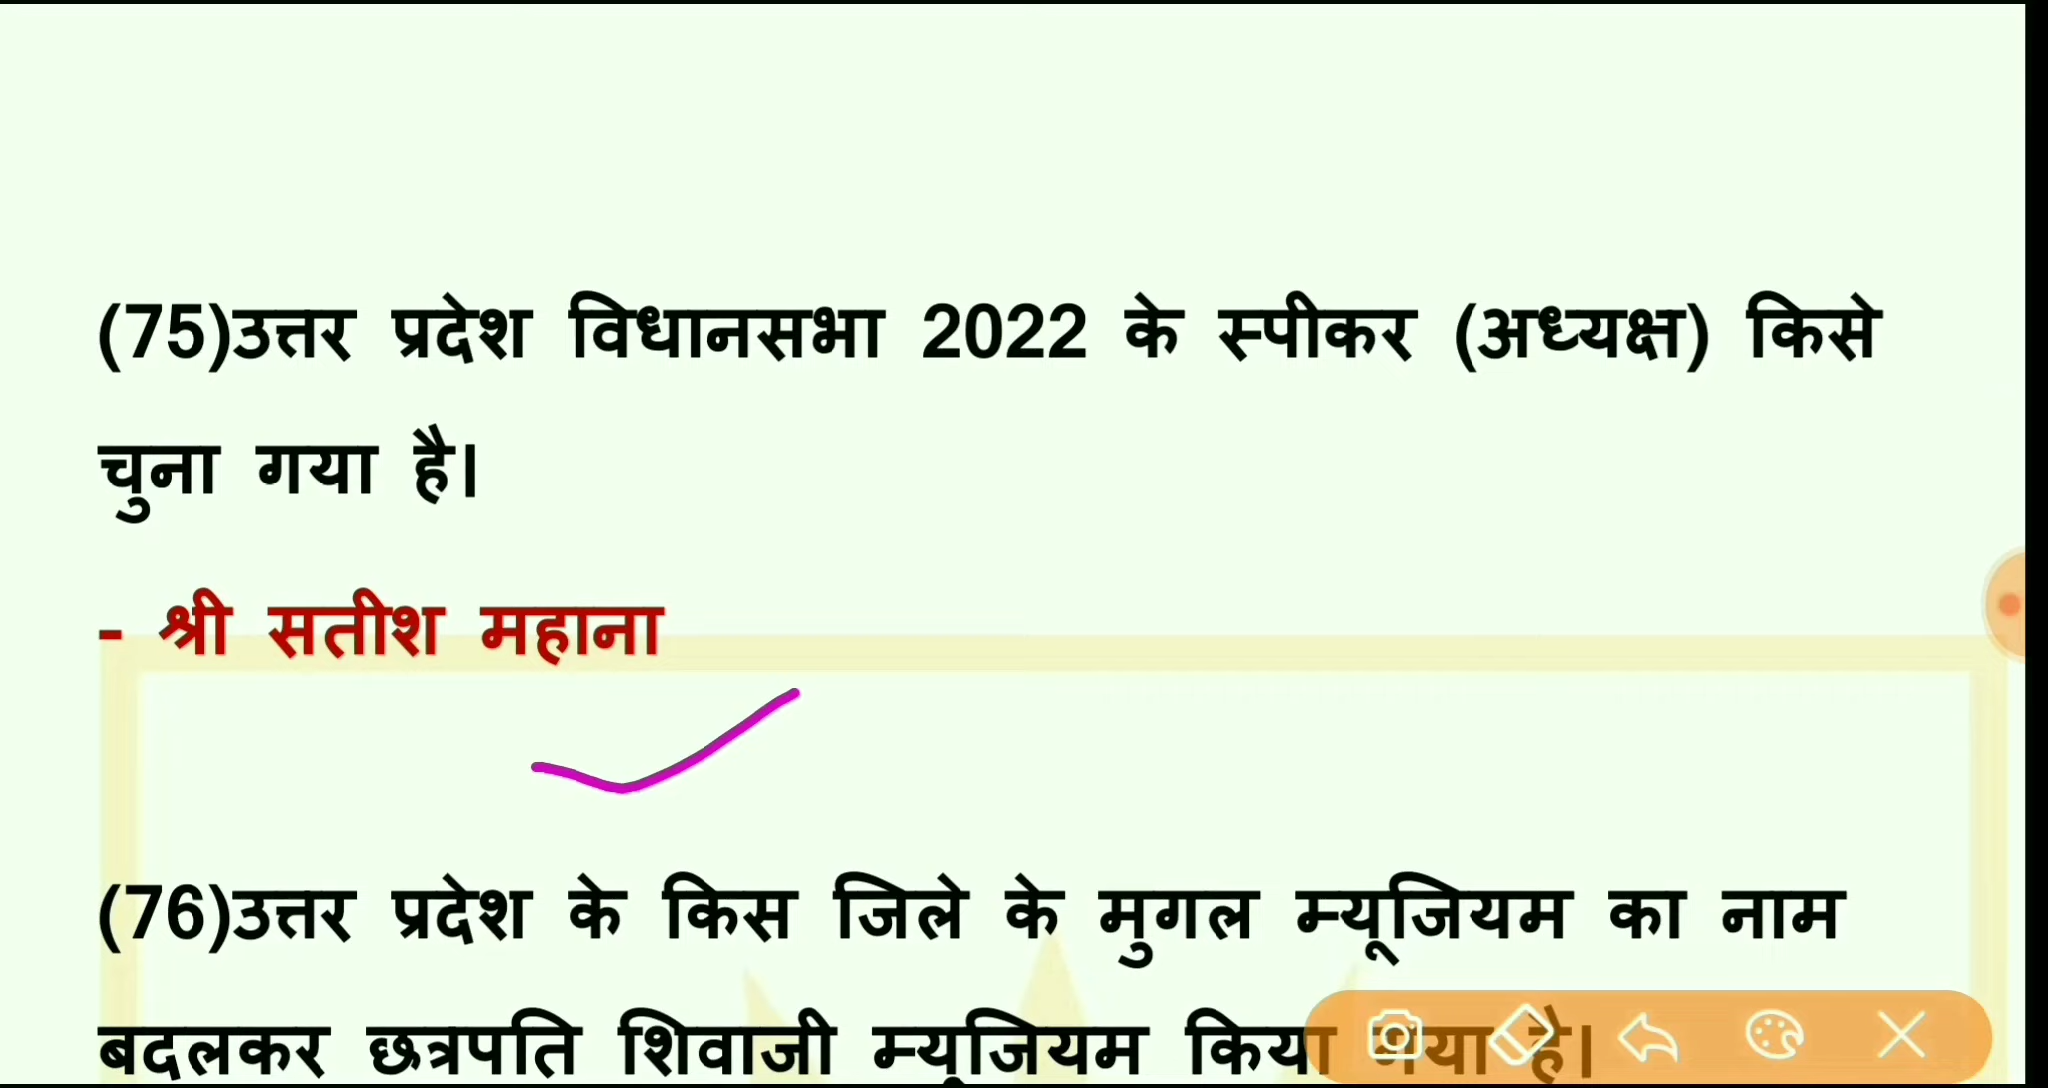 (75)उत्तर प्रदेश विधानसभा 2022 के स्पीकर (अध्यक्ष) किसे
चुना गया है।
- श्री सतीश महाना
(76)उत्तर प्रदेश के किस जिले के मुगल म्यूजियम का नाम
बदलकर छत्रपति शिवाजी म्यूजियम किया गया है।